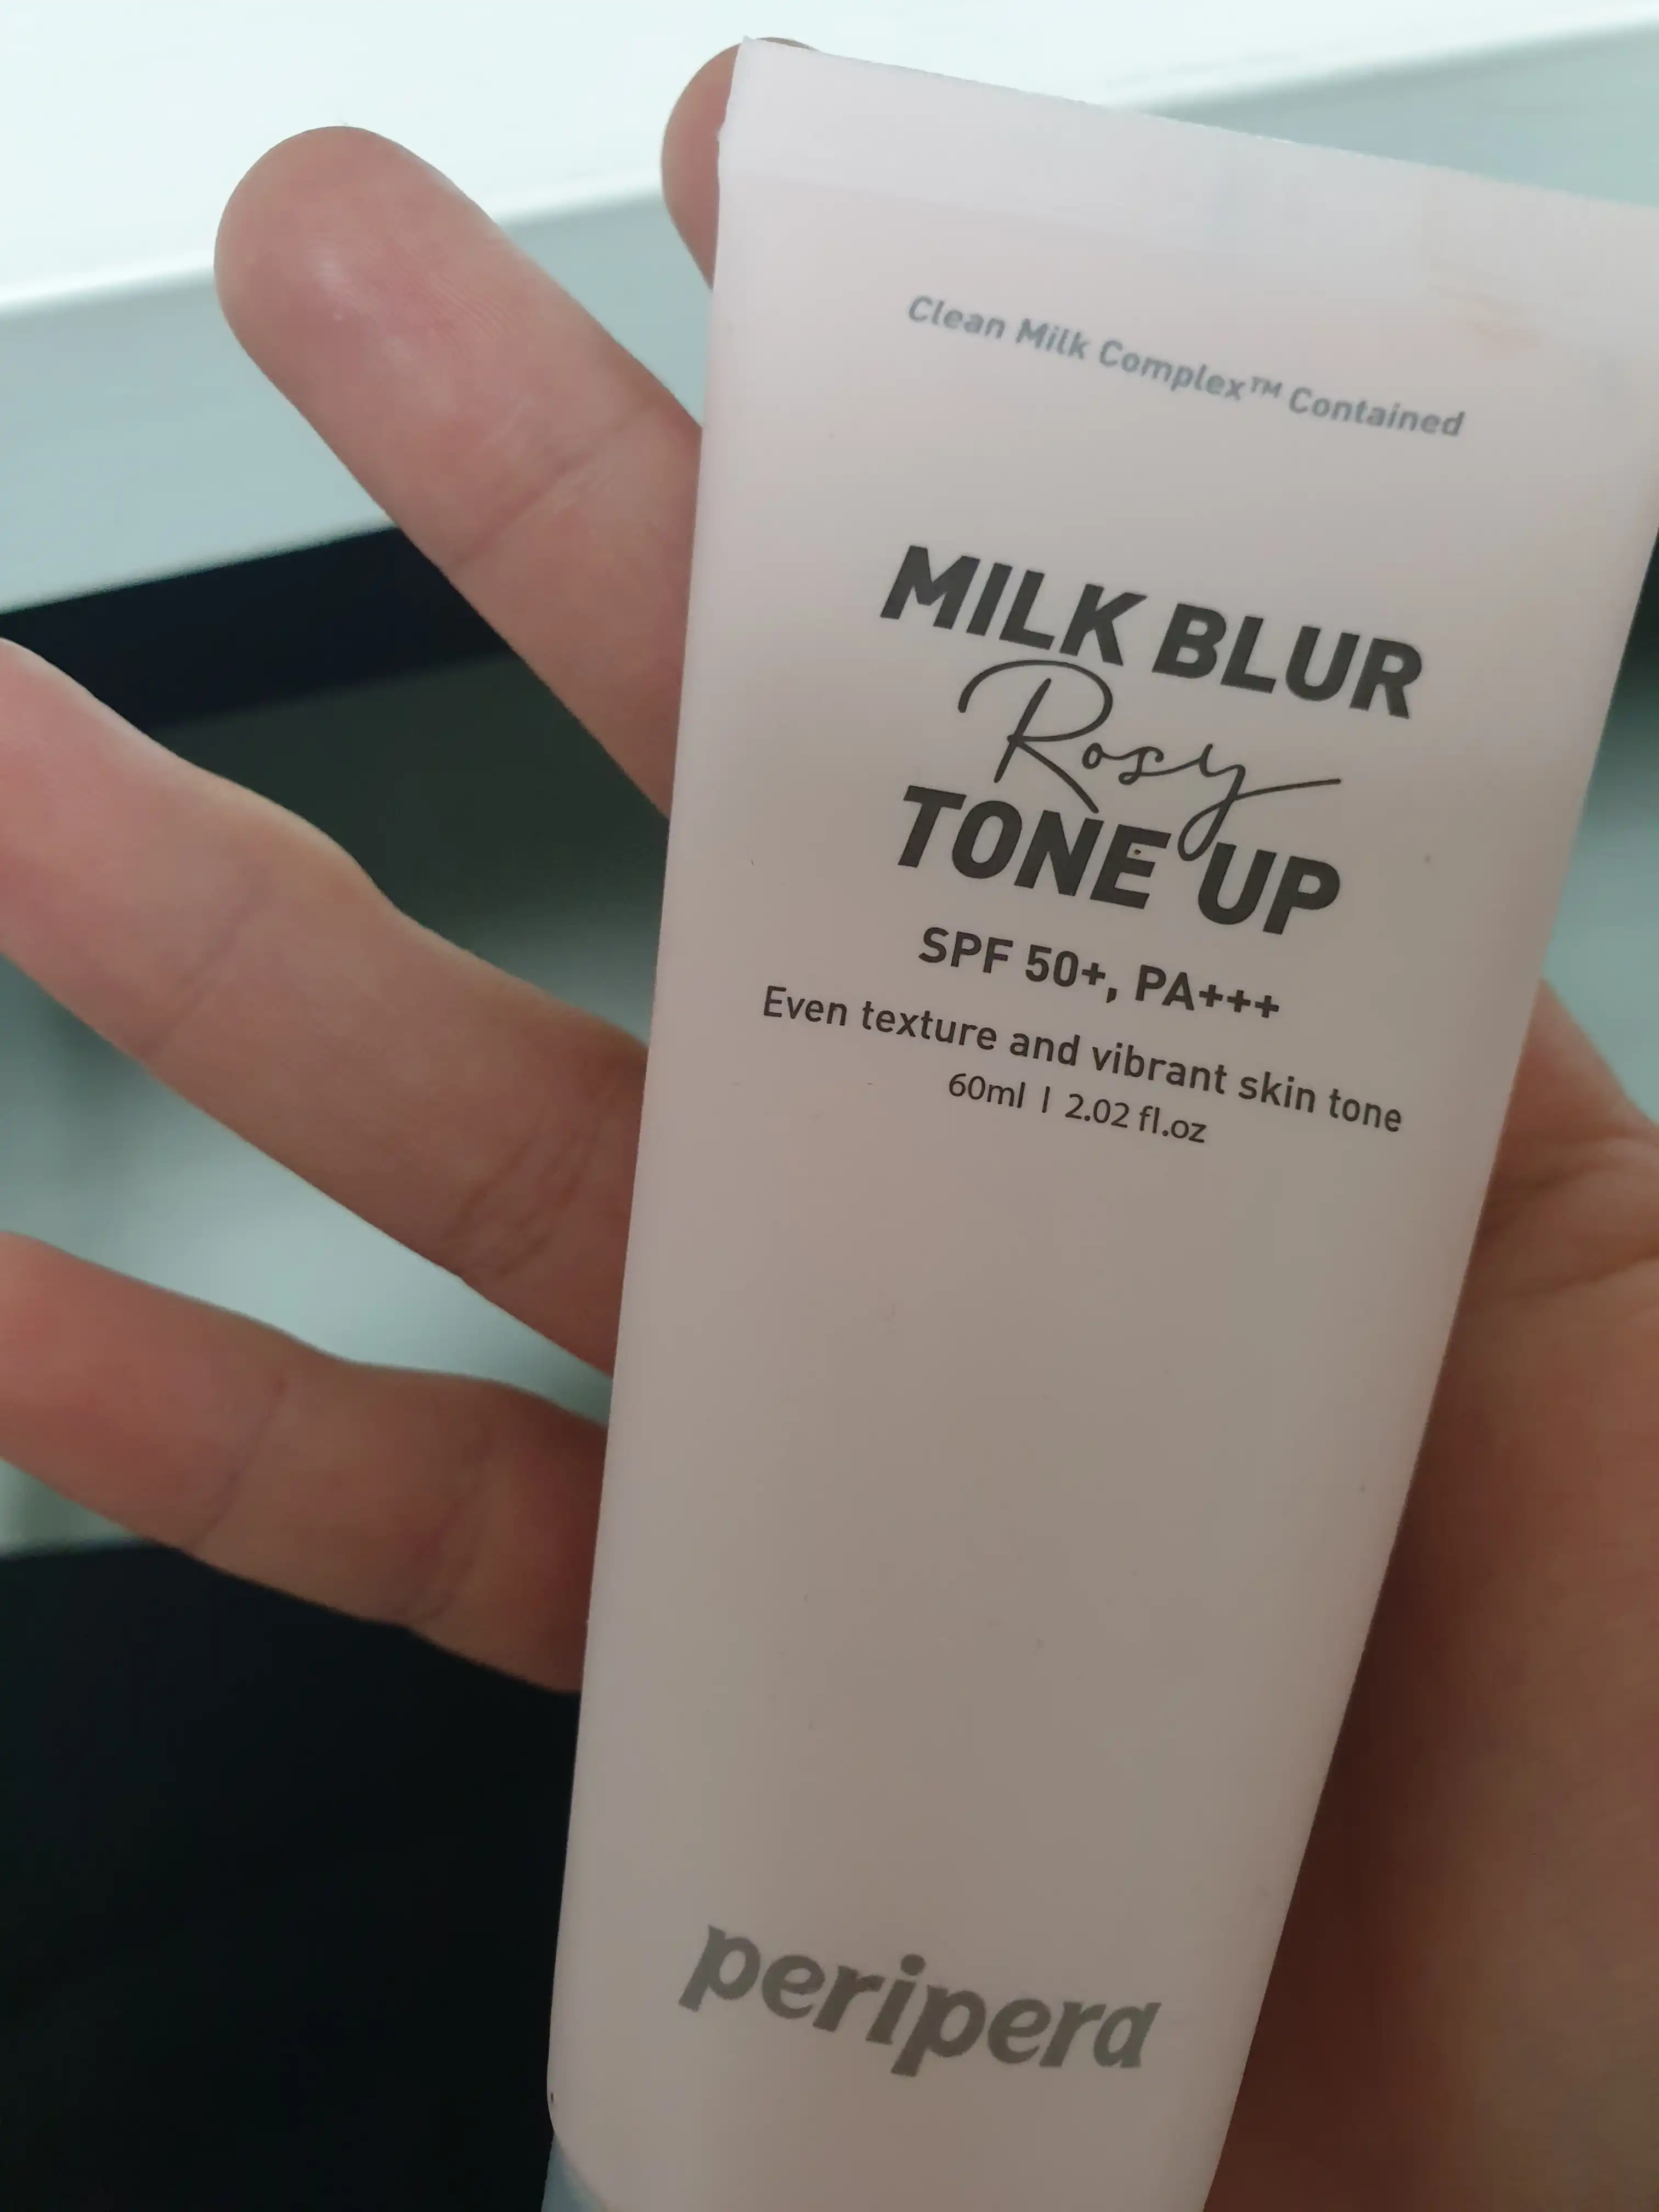 Clean Milk Complex™ Contained
MILK BLUR
Rosy
TONE UP
SPF 50+, PA+++
Even texture and vibrant skin tone
60ml | 2.02 fl.oz
peripera